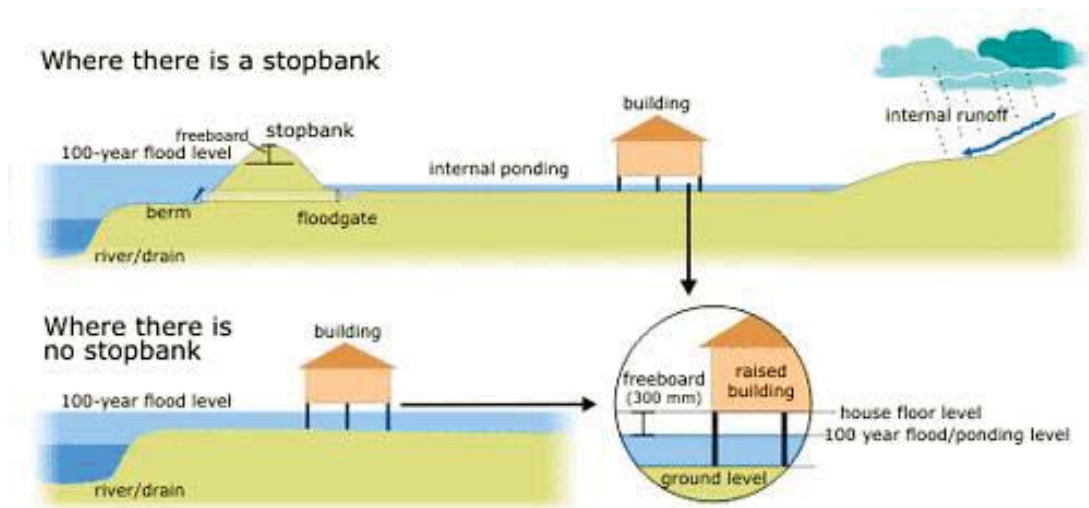 Where there is a stopbank
building
internal runoff
stopbank
freeboard
100-year flood level
internal ponding
berm
floodgate
river/drain
Where there is
no stopbank
building
100-year flood level
river/drain
freeboard
(300 mm)
raised
building
house floor level
100 year flood/ponding level
ground level